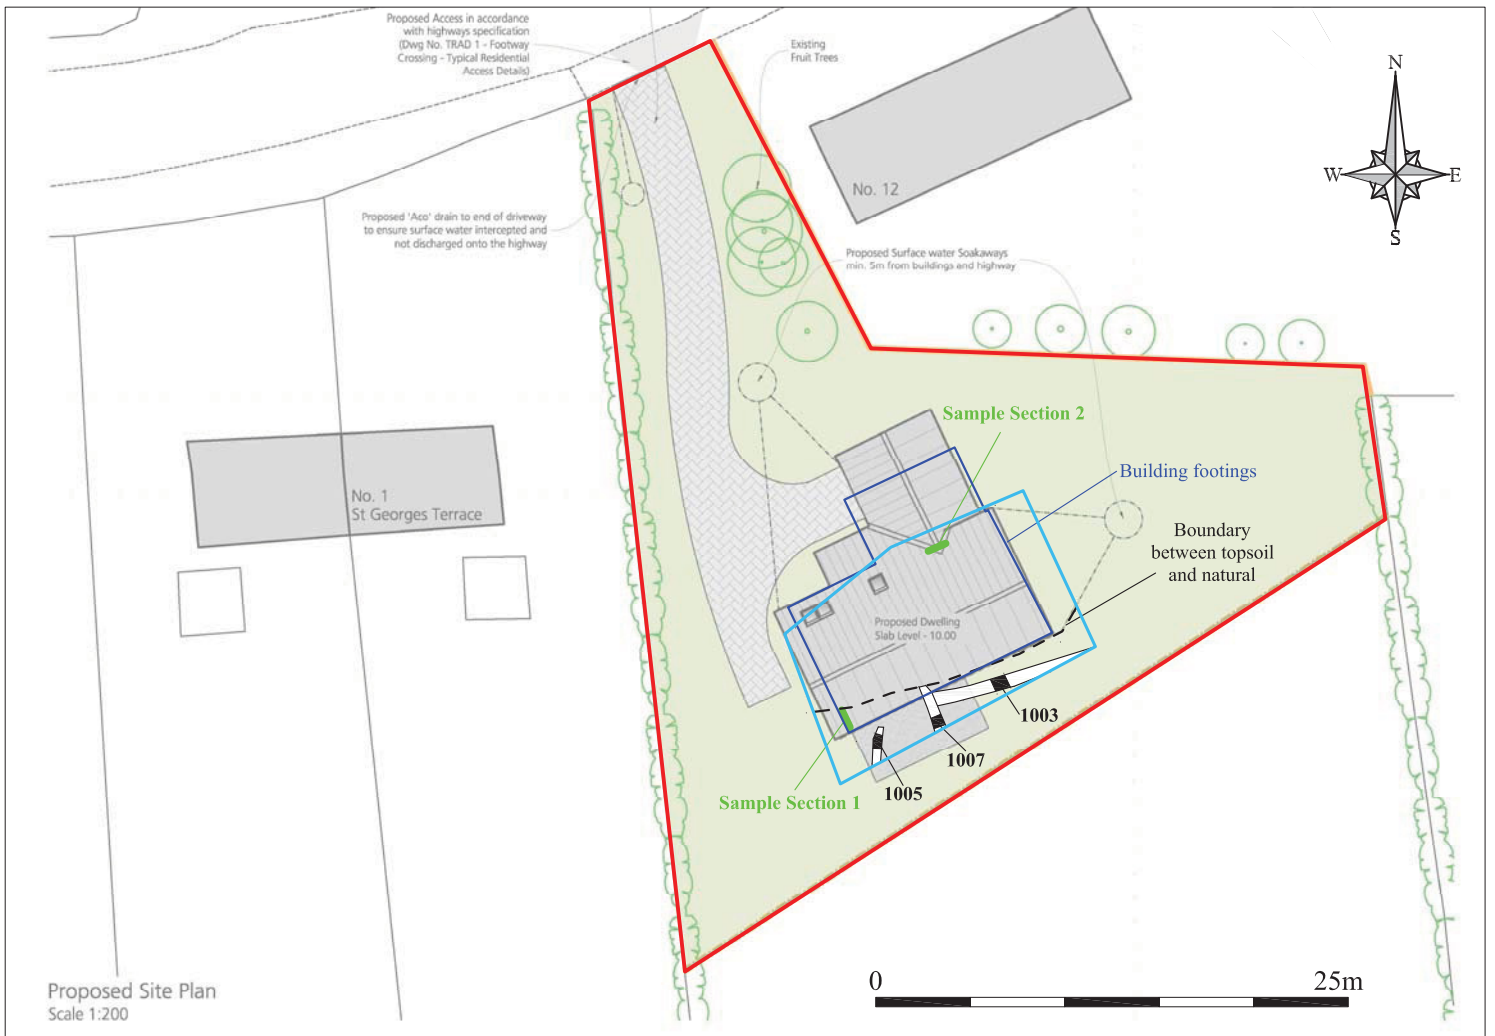 Proposed Access in accordance
with highways specification
(Dwg No. TRAD 1 - Footway
Crossing - Typical Residential
Access Details)
Existing
Fruit Trees
N
W
E
S
No. 12
Proposed 'Aco' drain to end of driveway
to ensure surface water intercepted and
not discharged onto the highway
Proposed Surface water Soakaways
min. 5m from buildings and highway
Sample Section 2
Building footings
No. 1
St Georges Terrace
Boundary
between topsoil
and natural
Proposed Dwelling
Slab Level - 10.00
1003
1007
1005
Sample Section 1
0
25m
Proposed Site Plan
Scale 1:200